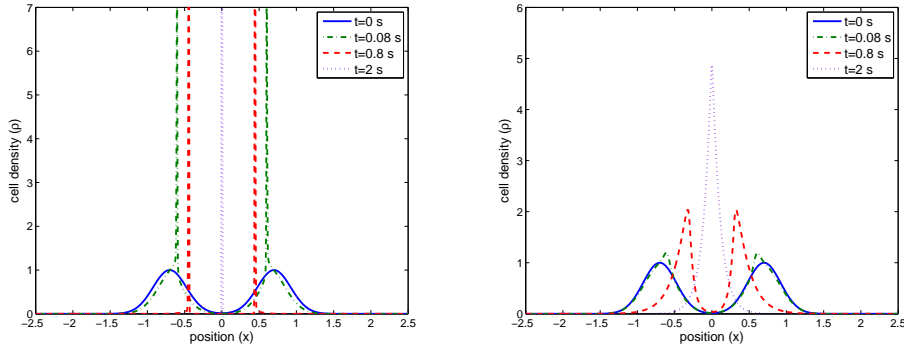 7
6
5
4
3
2
1
0
cell density (ρ)
−2.5 −2 −1.5 −1 −0.5 0 0.5 1 1.5 2 2.5
position (x)
t=0 s
t=0.08 s
t=0.8 s
t=2 s
6
5
4
3
2
1
0
cell density (ρ)
−2.5 −2 −1.5 −1 −0.5 0 0.5 1 1.5 2 2.5
position (x)
t=0 s
t=0.08 s
t=0.8 s
t=2 s